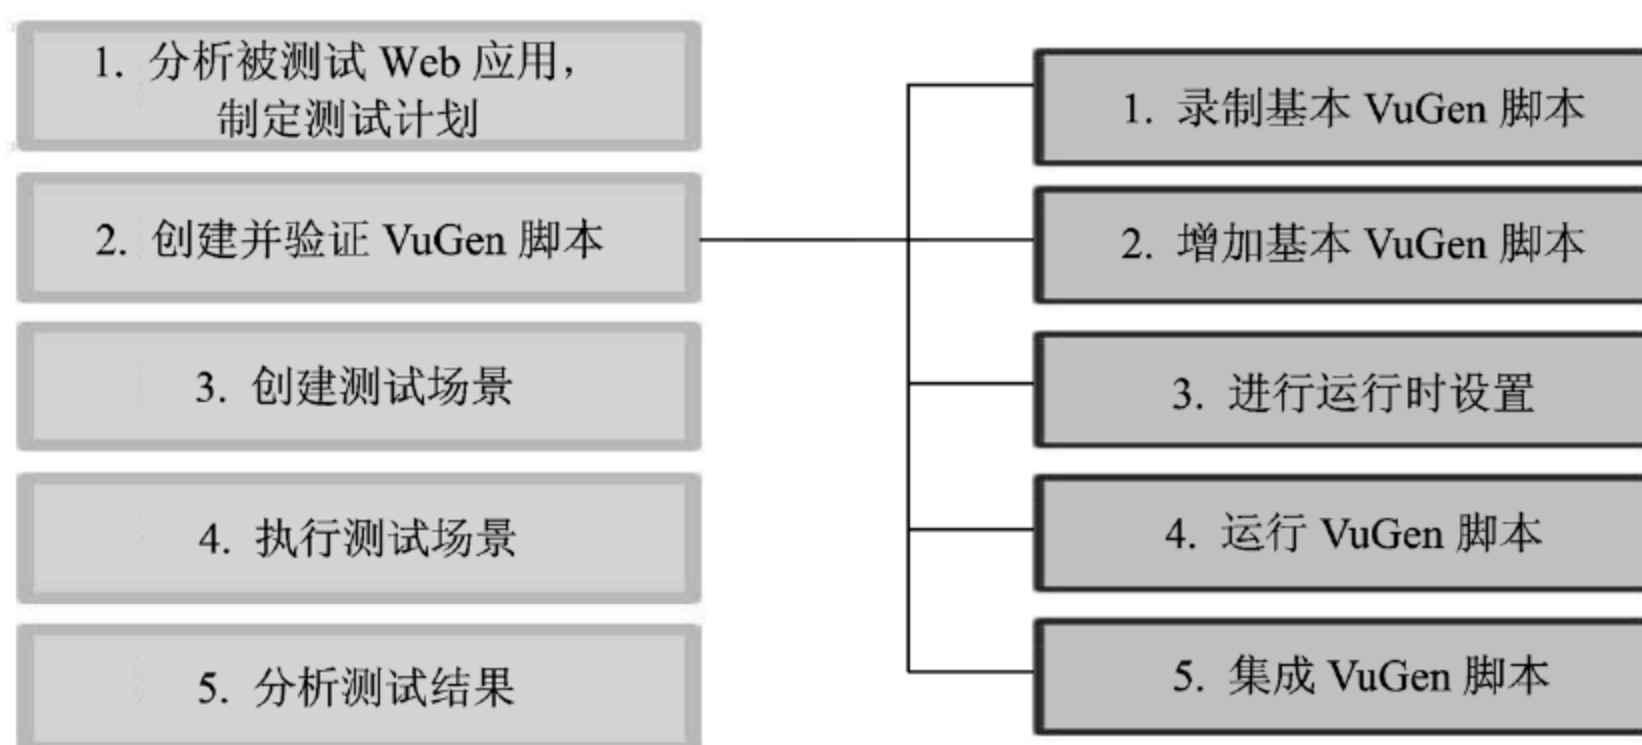 1. 分析被测试 Web 应用，
制定测试计划
2. 创建并验证 VuGen 脚本
3. 创建测试场景
4. 执行测试场景
5. 分析测试结果
1. 录制基本 VuGen 脚本
2. 增加基本 VuGen 脚本
3. 进行运行时设置
4. 运行 VuGen 脚本
5. 集成 VuGen 脚本